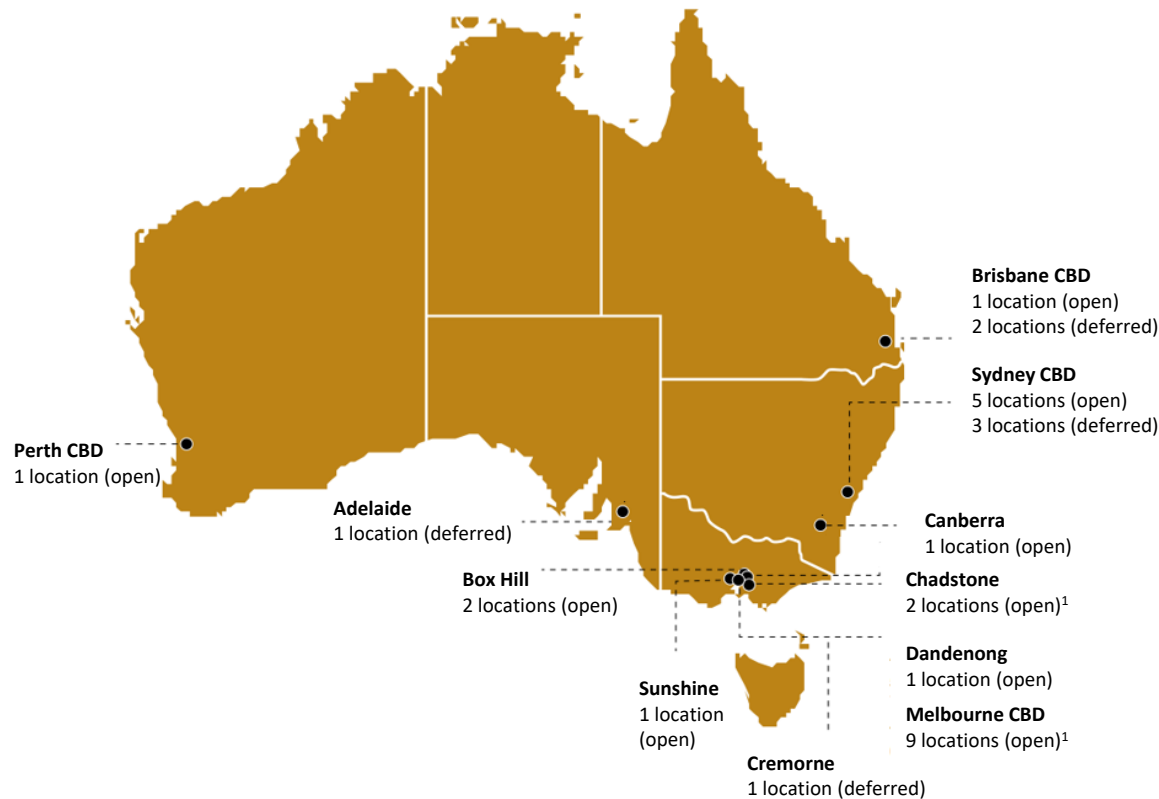 Brisbane CBD
1 location (open)
2 locations (deferred)
Sydney CBD
5 locations (open)
3 locations (deferred)
Perth CBD
1 location (open)
Adelaide
1 location (deferred)
Canberra
1 location (open)
Box Hill
2 locations (open)
Chadstone
2 locations (open)¹
Dandenong
1 location (open)
Sunshine
1 location
(open)
Melbourne CBD
9 locations (open)¹
Cremorne
1 location (deferred)